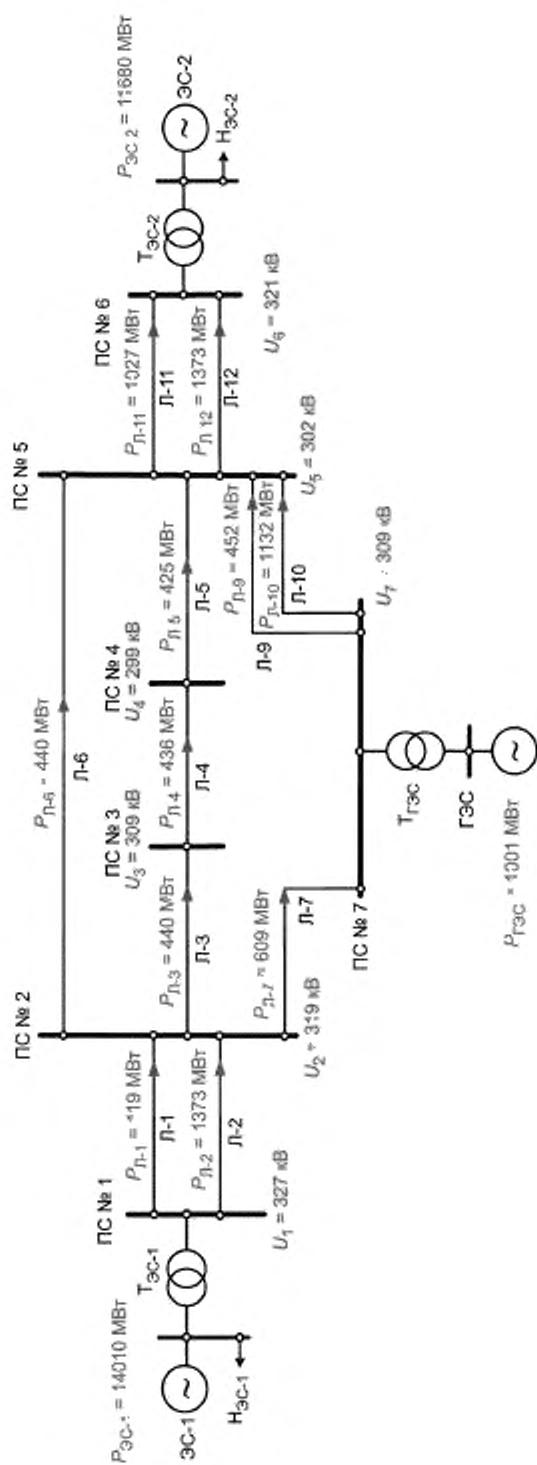 P_ЭС-1 = 14010 МВт
ЭС-1
Н_ЭС-1
Т_ЭС-1
ПС № 1
U_1 = 327 кВ
P_Л-1 = 119 МВт
Л-1
P_Л-2 = 1373 МВт
Л-2
ПС № 2
U_2 = 319 кВ
P_Л-6 = 440 МВт
Л-6
P_Л-3 = 440 МВт
Л-3
ПС № 3
U_3 = 309 кВ
P_Л-4 = 436 МВт
Л-4
ПС № 4
U_4 = 299 кВ
P_Л-5 = 425 МВт
Л-5
P_Л-7 = 609 МВт
Л-7
ПС № 7
U_7 : 309 кВ
P_ГЭС = 1001 МВт
Т_ГЭС
ГЭС
P_Л-9 = 452 МВт
Л-9
P_Л-10 = 1132 МВт
Л-10
ПС № 5
U_5 = 302 кВ
P_Л-11 = 1027 МВт
Л-11
P_Л 12 = 1373 МВт
Л-12
ПС № 6
U_6 = 321 кВ
Т_ЭС-2
P_ЭС 2 = 11680 МВт
ЭС-2
Н_ЭС-2